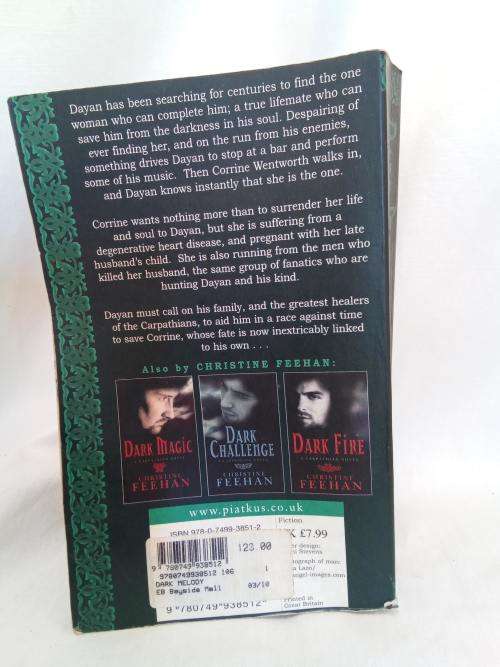 Dayan has been searching for centuries to find the one
woman who can complete him; a true lifemate who can
save him from the darkness in his soul. Despairing of
ever finding her, and on the run from his enemies,
something drives Dayan to stop at a bar and perform
some of his music. Then Corrine Wentworth walks in,
and Dayan knows instantly that she is the one.
Corrine wants nothing more than to surrender her life
and soul to Dayan, but she is suffering from a
degenerative heart disease, and pregnant with her late
husband's child. She is also running from the men who
killed her husband, the same group of fanatics who are
hunting Dayan and his kind.
Dayan must call on his family, and the greatest healers
of the Carpathians, to aid him in a race against time
to save Corrine, whose fate is now inextricably linked
to his own . . .
Also by CHRISTINE FEEHAN:
DARK MAGIC
A CARPATHIAN NOVEL
CHRISTINE
FEEHAN
DARK
CHALLENGE
A CARPATHIAN NOVEL
CHRISTINE
FEEHAN
DARK FIRE
A CARPATHIAN NOVEL
CHRISTINE
FEEHAN
www.piatkus.co.uk
ISBN 978-0-7499-3851-2
Fiction
£7.99
design:
Stevens
Printed in
Great Britain
123.00
9 780749 938512
9780749938512 106 1
DARK MELODY 03/10
EB Bayside Mall
9 780749 938512